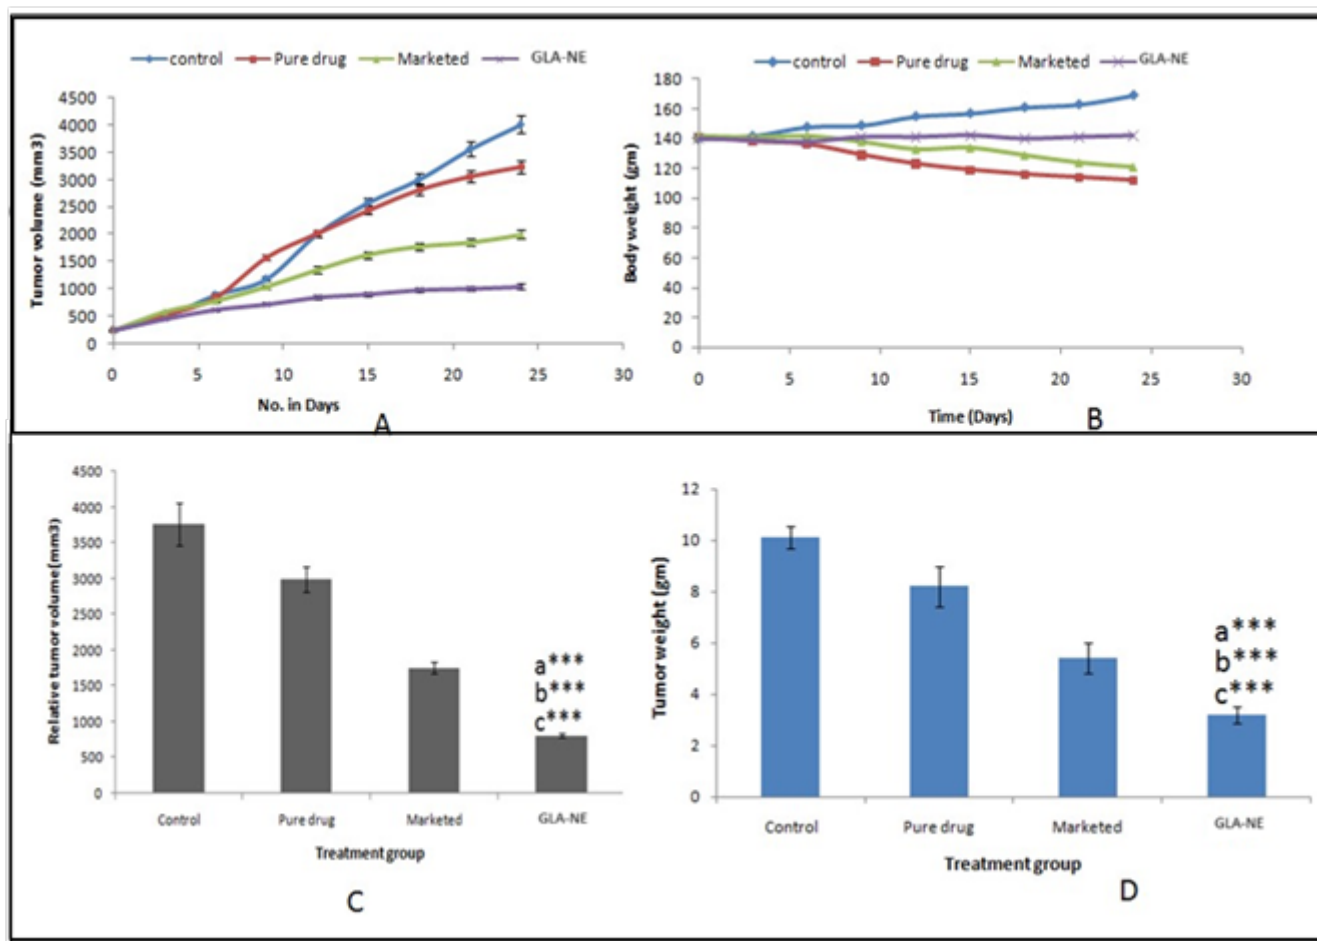 control Pure drug Marketed GLA-NE
4500
4000
3500
3000
2500
2000
1500
1000
500
0
Tumor volume (mm3)
0 5 10 15 20 25 30
No. in Days
A
control Pure drug Marketed GLA-NE
180
160
140
120
100
80
60
40
20
0
Body weight (gm)
0 5 10 15 20 25 30
Time (Days)
B
4500
4000
3500
3000
2500
2000
1500
1000
500
0
Relative tumor volume(mm3)
a***
b***
c***
Control Pure drug Marketed GLA-NE
Treatment group
C
12
10
8
6
4
2
0
Tumor weight (gm)
a***
b***
c***
Control Pure drug Marketed GLA-NE
Treatment group
D